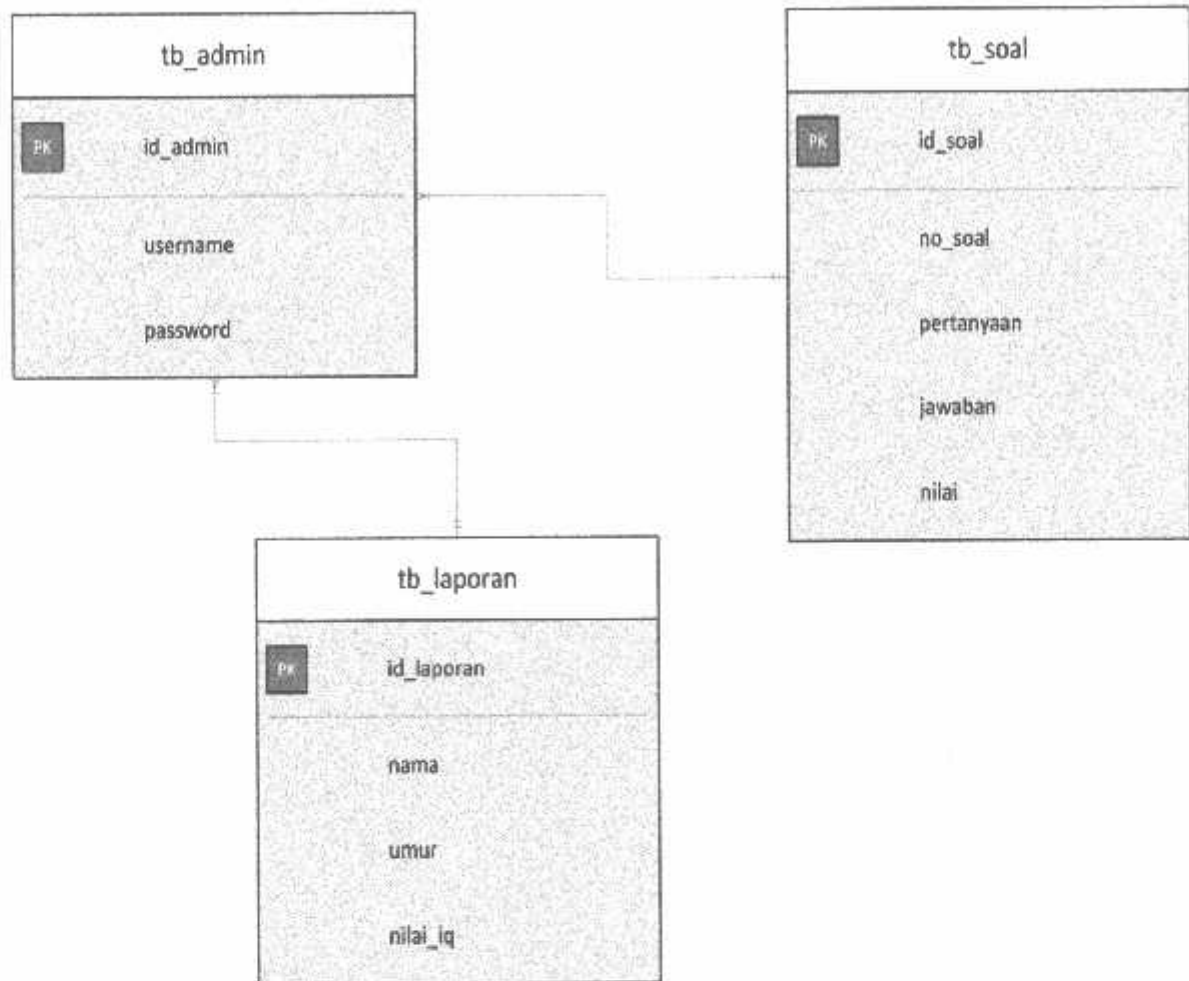 tb_admin
PK id_admin
username
password
tb_soal
PK id_soal
no_soal
pertanyaan
jawaban
nilai
tb_laporan
PK id_laporan
nama
umur
nilai_iq